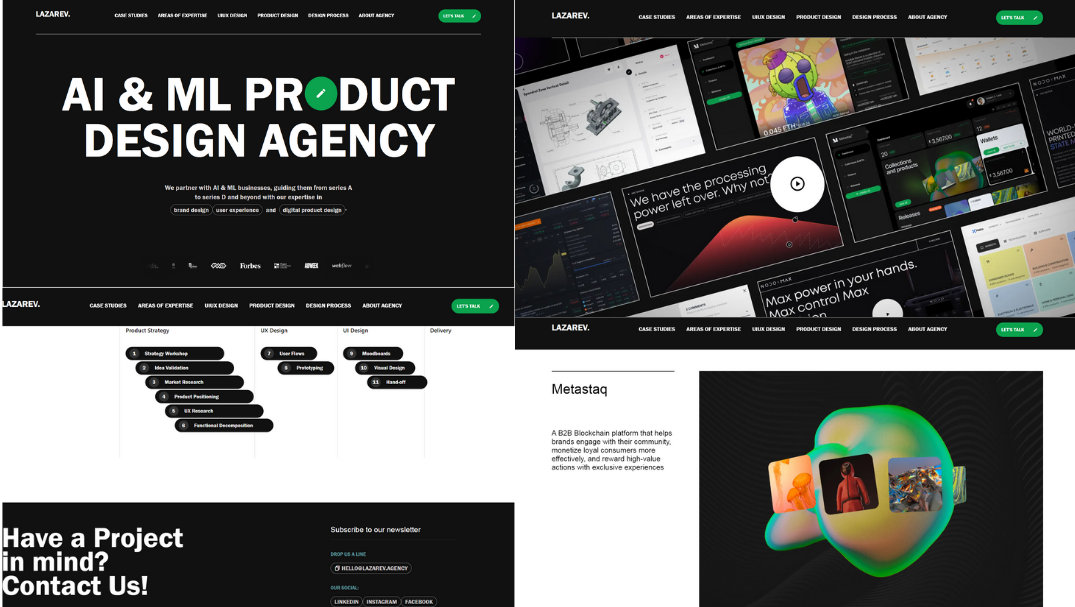 LAZAREV.
CASE STUDIES AREAS OF EXPERTISE UI/UX DESIGN PRODUCT DESIGN DESIGN PROCESS ABOUT AGENCY
LET'S TALK
AI & ML PRODUCT
DESIGN AGENCY
We partner with AI & ML businesses, guiding them from series A
to series D and beyond with our expertise in
brand design user experience and digital product design .
Forbes
webflow
LAZAREV.
CASE STUDIES AREAS OF EXPERTISE UI/UX DESIGN PRODUCT DESIGN DESIGN PROCESS ABOUT AGENCY
LET'S TALK
We have the processing
power left over. Why not?
0.045 ETH
Collections
and products
Wallets
Releases
NOJO·MAX
Max power in your hands.
Max control Max
LAZAREV.
CASE STUDIES AREAS OF EXPERTISE UI/UX DESIGN PRODUCT DESIGN DESIGN PROCESS ABOUT AGENCY
LET'S TALK
Product Strategy UX Design UI Design Delivery
1 Strategy Workshop 7 User Flows 9 Moodboards
2 Idea Validation 8 Prototyping 10 Visual Design
3 Market Research 11 Hand-off
4 Product Positioning
5 UX Research
6 Functional Decomposition
Have a Project
in mind?
Contact Us!
Subscribe to our newsletter
DROP US A LINE
HELLO@LAZAREV.AGENCY
OUR SOCIAL:
LINKEDIN INSTAGRAM FACEBOOK
LAZAREV.
CASE STUDIES AREAS OF EXPERTISE UI/UX DESIGN PRODUCT DESIGN DESIGN PROCESS ABOUT AGENCY
LET'S TALK
Metastaq
A B2B Blockchain platform that helps
brands engage with their community,
monetize loyal consumers more
effectively, and reward high-value
actions with exclusive experiences